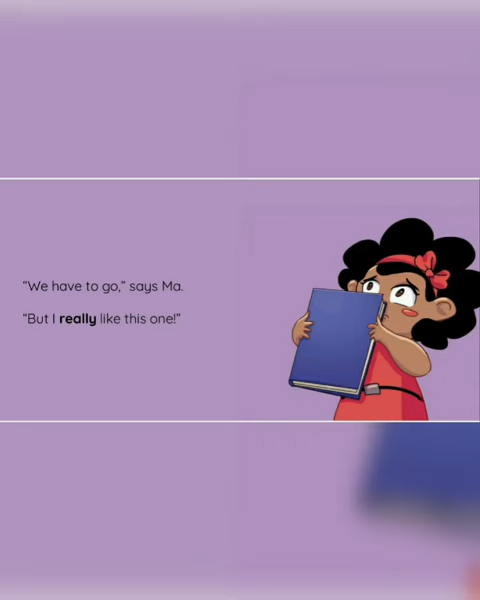 “We have to go,” says Ma.
“But I really like this one!”